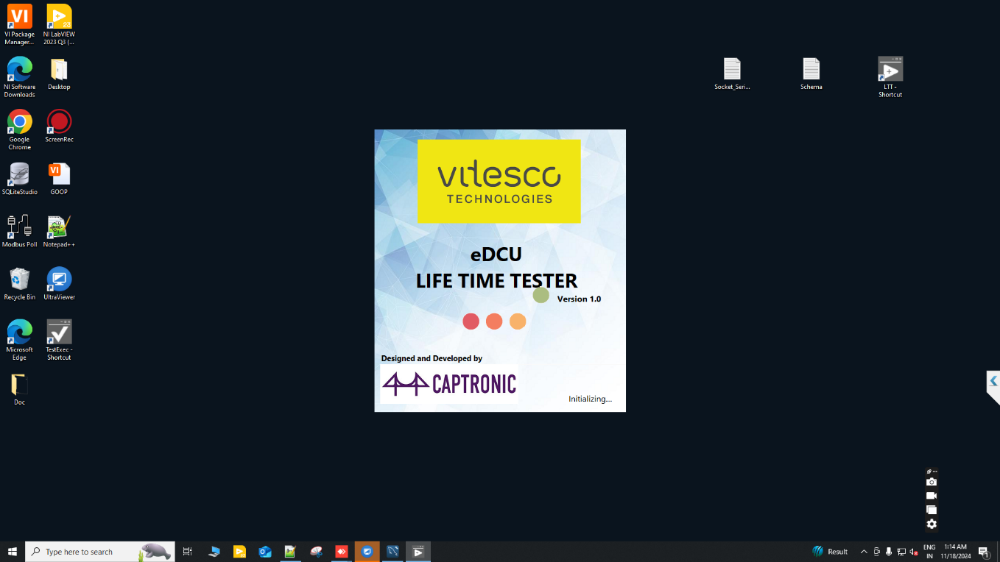 VI
VI Package
Manager...
23
NI LabVIEW
2023 Q3 (...
NI Software
Downloads
Desktop
Google
Chrome
ScreenRec
SQLiteStudio
VI
GOOP
Modbus Poll
Notepad++
Recycle Bin
UltraViewer
Microsoft
Edge
TestExec -
Shortcut
Doc
Socket_Seri...
Schema
LTT -
Shortcut
vitesco
TECHNOLOGIES
eDCU
LIFE TIME TESTER
Version 1.0
Designed and Developed by
CAPTRONIC
Initializing....
Type here to search
Result
ENG
IN
1:14 AM
11/18/2024
1